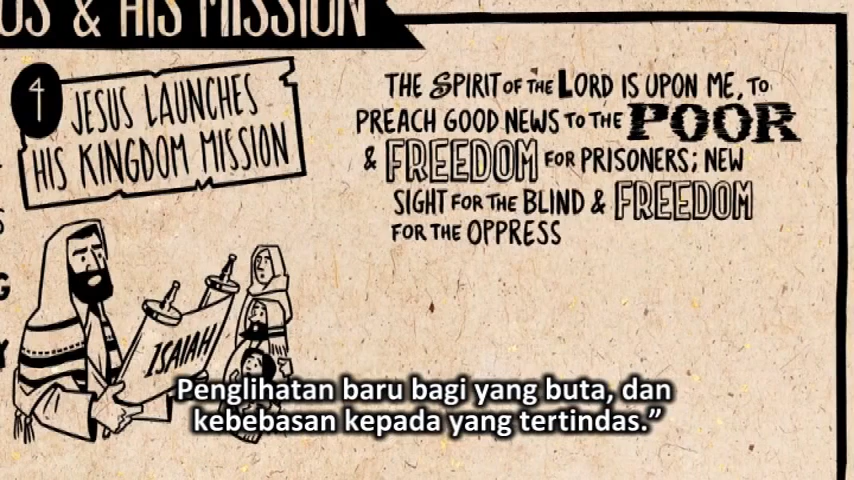 & HIS MISSION
4 JESUS LAUNCHES
HIS KINGDOM MISSION
THE SPIRIT OF THE LORD IS UPON ME, TO
PREACH GOOD NEWS TO THE POOR
& FREEDOM FOR PRISONERS; NEW
SIGHT FOR THE BLIND & FREEDOM
FOR THE OPPRESS
ISAIAH
Penglihatan baru bagi yang buta, dan
kebebasan kepada yang tertindas.”